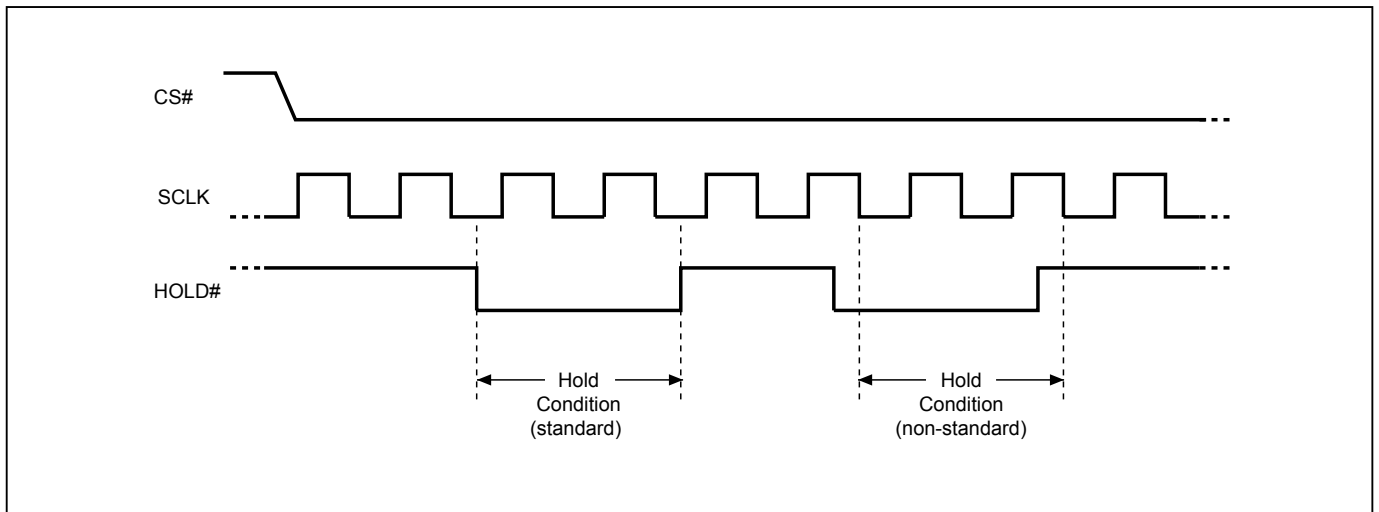 CS#
SCLK
HOLD#
Hold
Condition
(standard)
Hold
Condition
(non-standard)